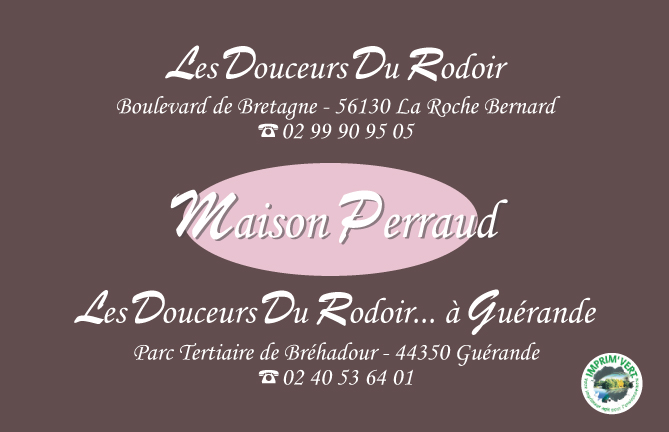 Les Douceurs Du Rodoir
Boulevard de Bretagne - 56130 La Roche Bernard
☎ 02 99 90 95 05
Maison Perraud
Les Douceurs Du Rodoir... à Guérande
Parc Tertiaire de Bréhadour - 44350 Guérande
☎ 02 40 53 64 01
IMPRIM'VERT